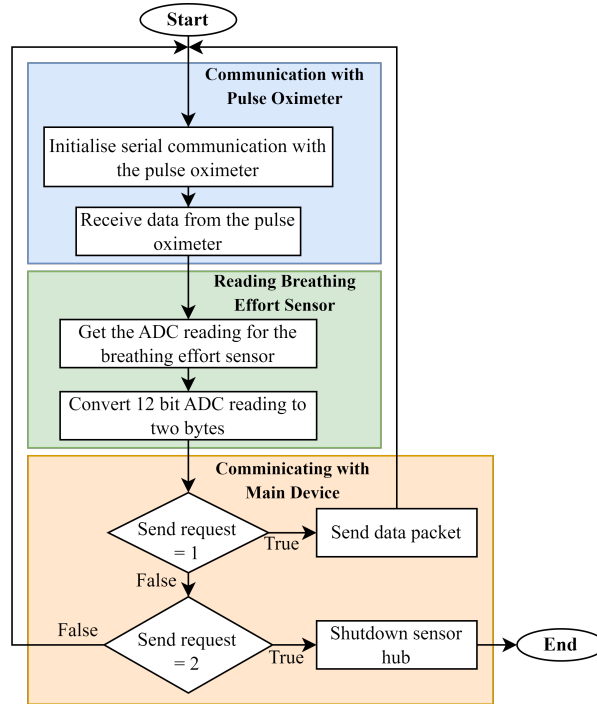 Start
Communication with
Pulse Oximeter
Initialise serial communication with
the pulse oximeter
Receive data from the pulse
oximeter
Reading Breathing
Effort Sensor
Get the ADC reading for the
breathing effort sensor
Convert 12 bit ADC reading to
two bytes
Comminicating with
Main Device
Send request
= 1
True
Send data packet
False
Send request
= 2
False
True
Shutdown sensor
hub
End